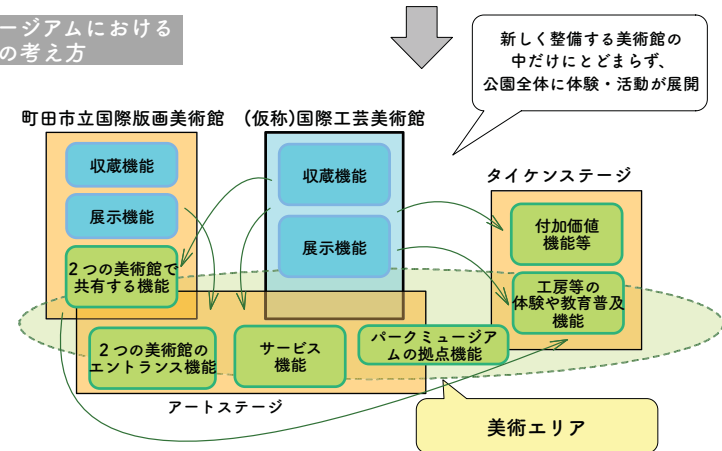 ージアムにおける
の考え方
新しく整備する美術館の
中だけにとどまらず、
公園全体に体験・活動が展開
町田市立国際版画美術館
(仮称)国際工芸美術館
収蔵機能
展示機能
2つの美術館で
共有する機能
収蔵機能
展示機能
タイケンステージ
付加価値
機能等
工房等の
体験や教育普及
機能
2つの美術館の
エントランス機能
サービス
機能
パークミュージア
ムの拠点機能
アートステージ
美術エリア